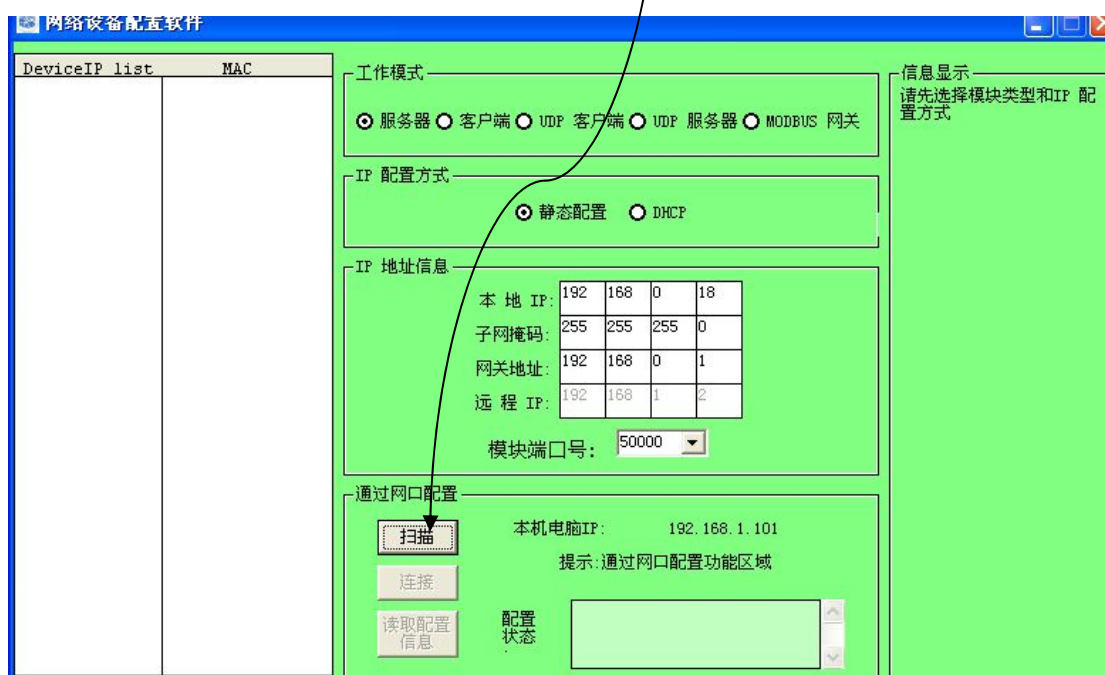 网络设备配置软件
DeviceIP list MAC
工作模式
服务器 客户端 UDP 客户端 UDP 服务器 MODBUS 网关
IP 配置方式
静态配置 DHCP
IP 地址信息
本 地 IP: 192 168 0 18
子网掩码: 255 255 255 0
网关地址: 192 168 0 1
远 程 IP: 192 168 1 2
模块端口号: 50000
通过网口配置
扫描
本机电脑IP: 192.168.1.101
提示:通过网口配置功能区域
连接
读取配置
信息
配置
状态
:
信息显示
请先选择模块类型和IP 配
置方式